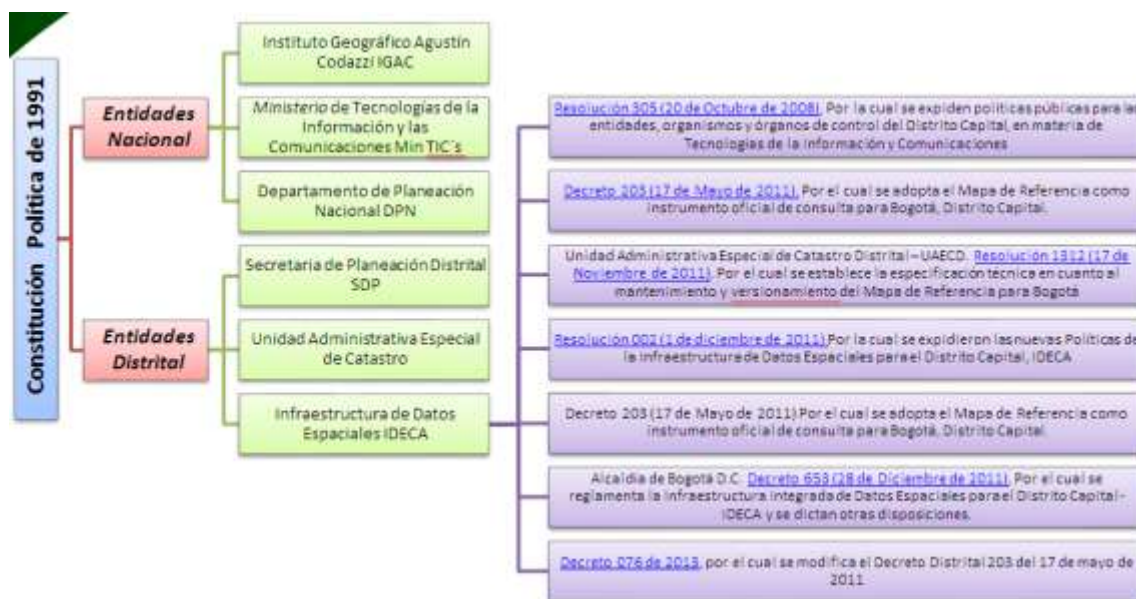 Constitución Política de 1991
Entidades
Nacional
Instituto Geográfico Agustín
Codazzi IGAC
Ministerio de Tecnologías de la
Información y las
Comunicaciones Min TIC´s
Departamento de Planeación
Nacional DPN
Entidades
Distrital
Secretaria de Planeación Distrital
SDP
Unidad Administrativa Especial
de Catastro
Infraestructura de Datos
Espaciales IDECA
Resolución 305 (20 de Octubre de 2008), Por la cual se expiden políticas públicas para las
entidades, organismos y órganos de control del Distrito Capital, en materia de
Tecnologías de la Información y Comunicaciones
Decreto 203 (17 de Mayo de 2011), Por el cual se adopta el Mapa de Referencia como
instrumento oficial de consulta para Bogotá, Distrito Capital.
Unidad Administrativa Especial de Catastro Distrital – UAECD. Resolución 1312 (17 de
Noviembre de 2011). Por el cual se establece la especificación técnica en cuanto al
mantenimiento y versionamiento del Mapa de Referencia para Bogotá
Resolución 002 (1 de diciembre de 2011) Por la cual se expidieron las nuevas Políticas de
la Infraestructura de Datos Espaciales para el Distrito Capital, IDECA
Decreto 203 (17 de Mayo de 2011) Por el cual se adopta el Mapa de Referencia como
instrumento oficial de consulta para Bogotá, Distrito Capital.
Alcaldía de Bogotá D.C. Decreto 653 (28 de Diciembre de 2011), Por el cual se
reglamenta la Infraestructura Integrada de Datos Espaciales para el Distrito Capital -
IDECA y se dictan otras disposiciones.
Decreto 076 de 2013, por el cual se modifica el Decreto Distrital 203 del 17 de mayo de
2011